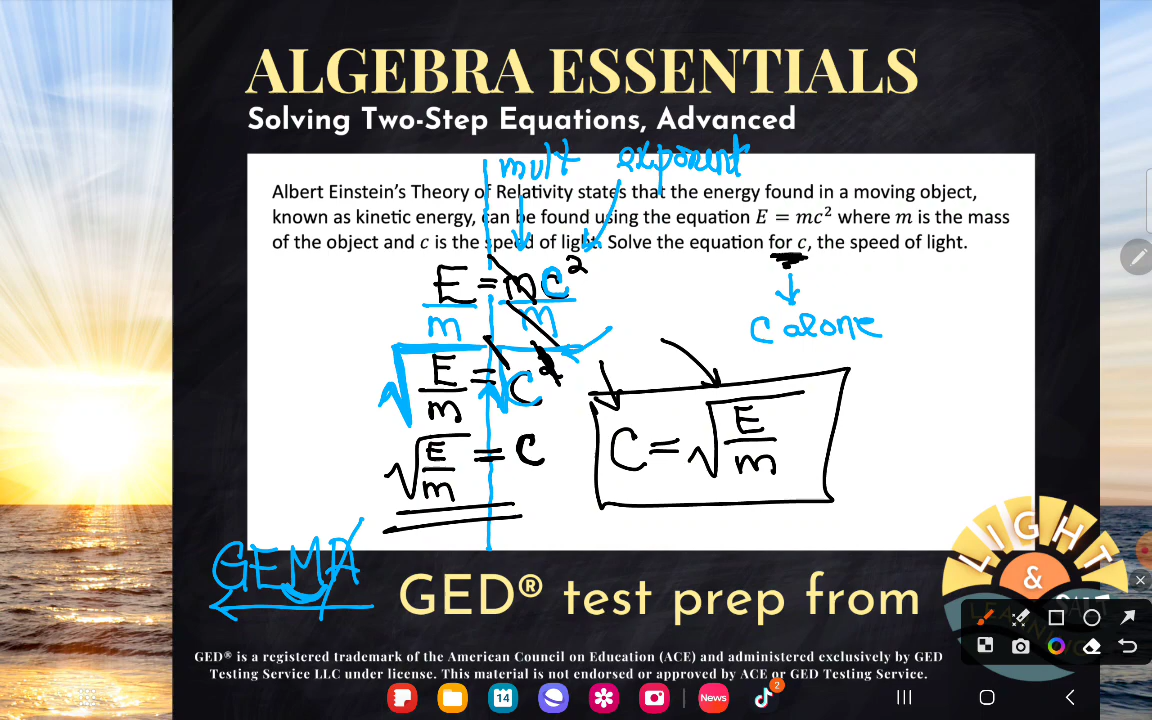 ALGEBRA ESSENTIALS
Solving Two-Step Equations, Advanced
mult exponent
Albert Einstein's Theory of Relativity states that the energy found in a moving object,
known as kinetic energy, can be found using the equation E = mc² where m is the mass
of the object and c is the speed of light. Solve the equation for c, the speed of light.
E = mc²
m m
C alone
√E/m = √C²
√E/m = C
C = √E/m
GEMA
GED® test prep from
LIGHT
&
SALT
LEARNING
GED® is a registered trademark of the American Council on Education (ACE) and administered exclusively by GED
Testing Service LLC under license. This material is not endorsed or approved by ACE or GED Testing Service.
14
News
2